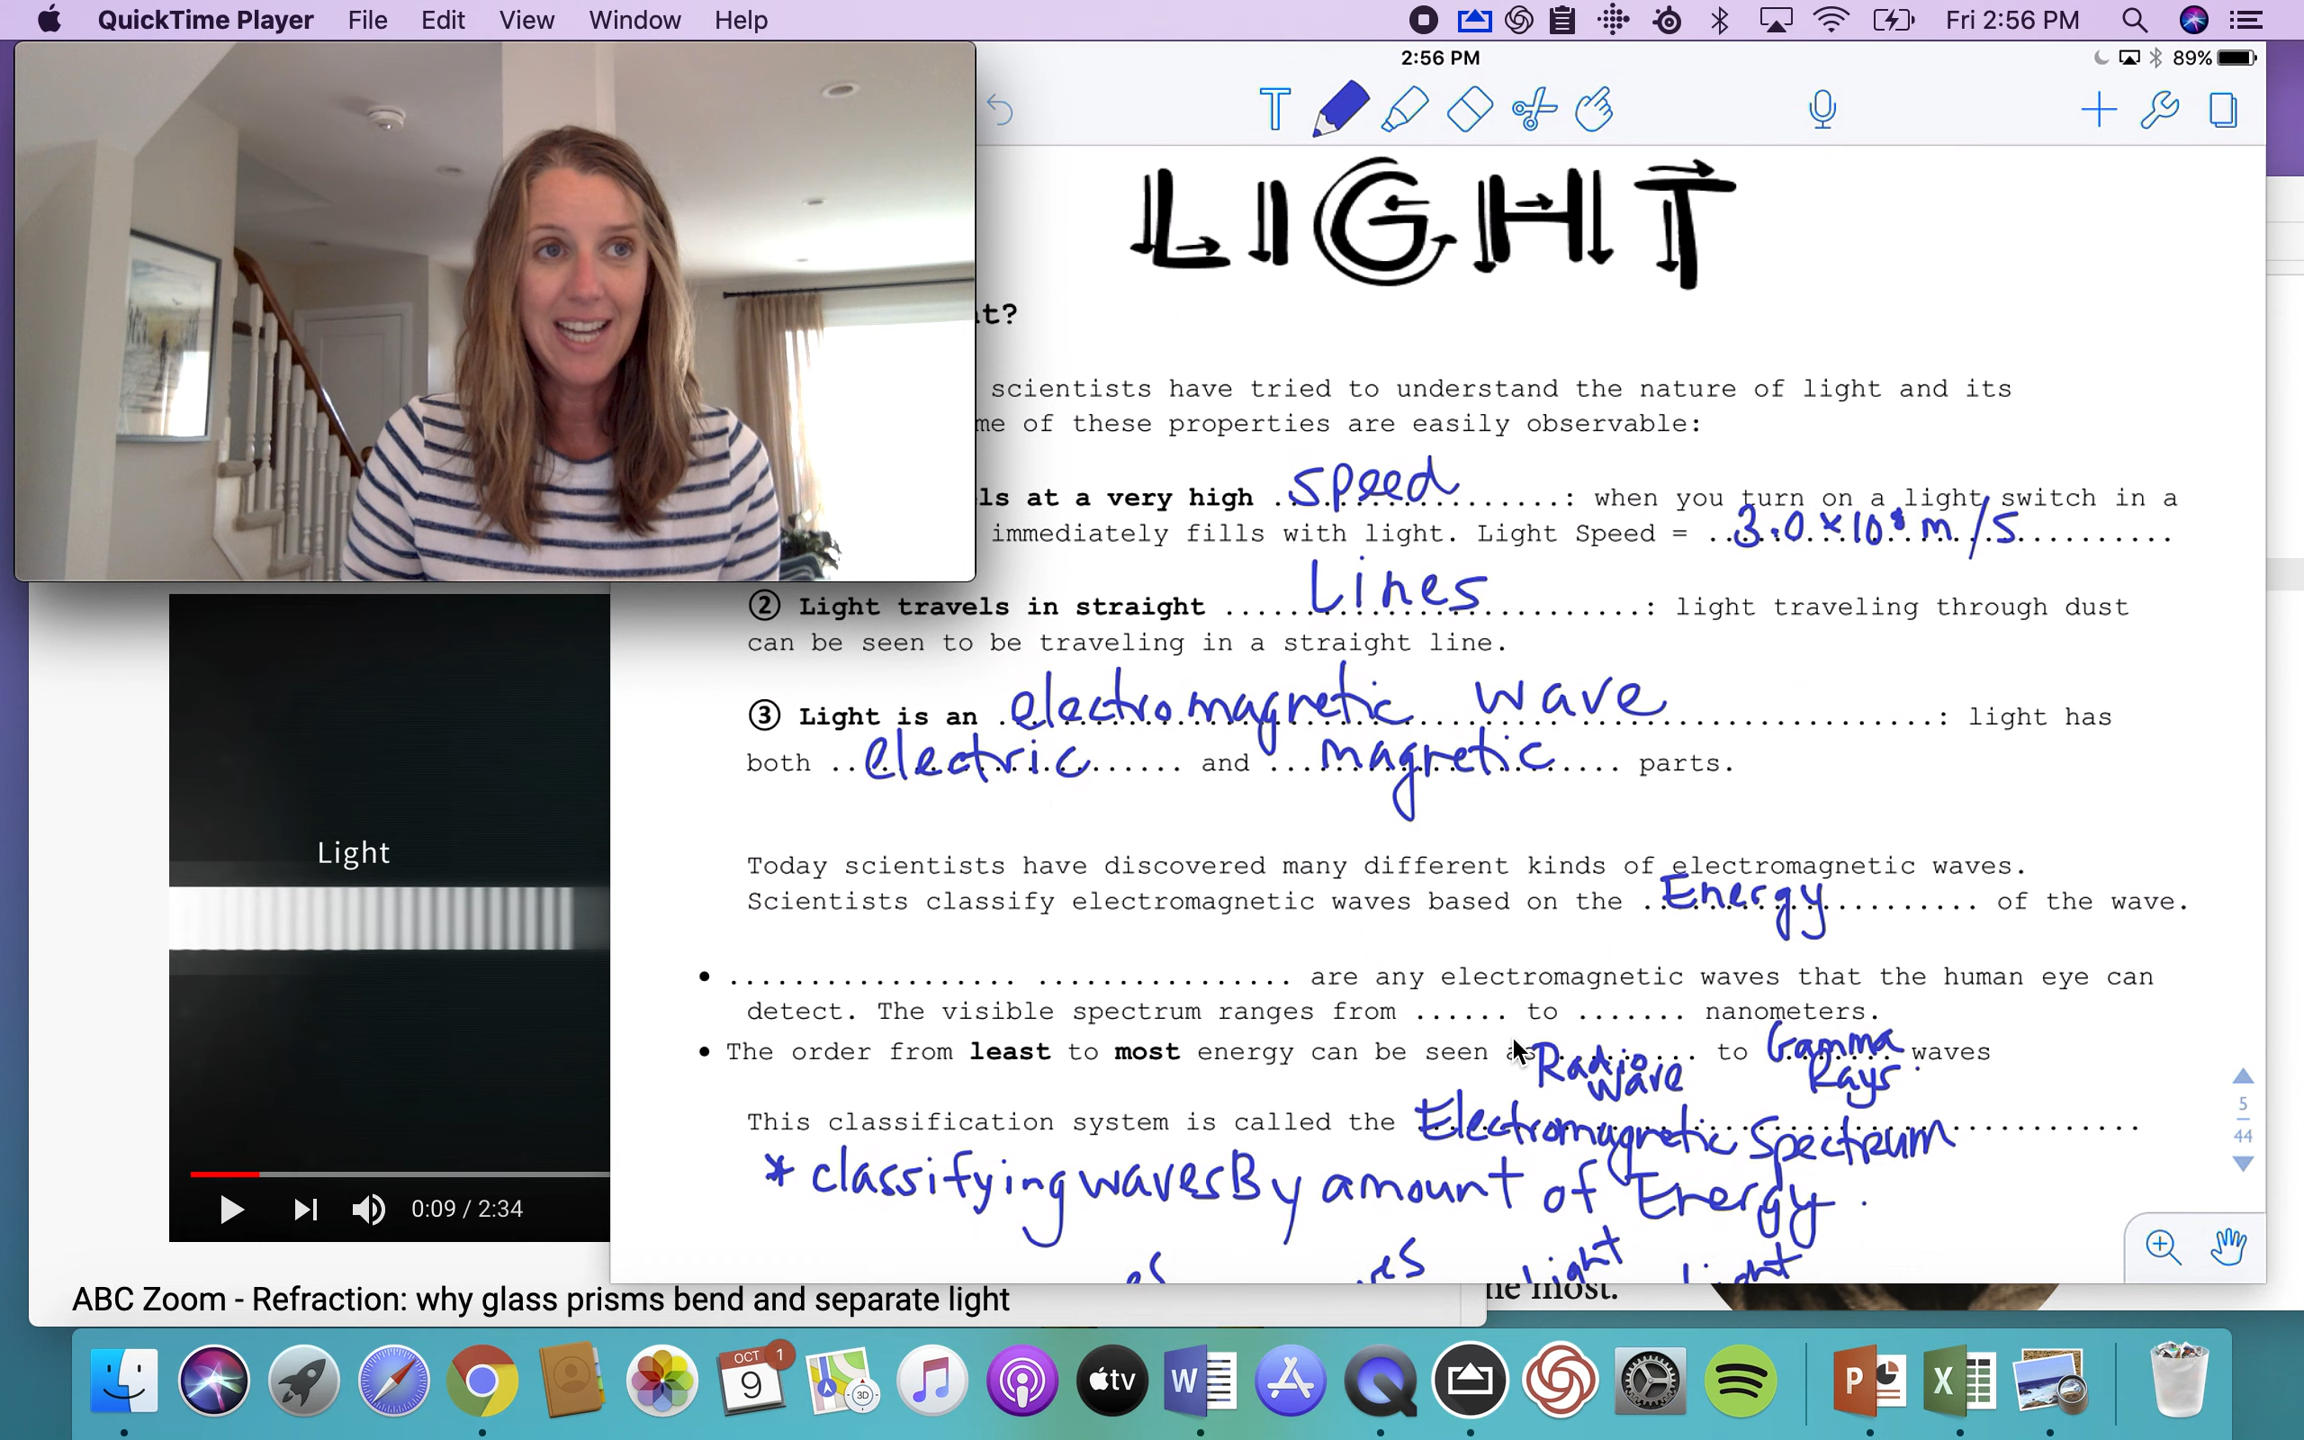 QuickTime Player File Edit View Window Help Fri 2:56 PM
2:56 PM 89%
T
LIGHT
at?
scientists have tried to understand the nature of light and its
me of these properties are easily observable:
ls at a very high ..speed..............: when you turn on a light switch in a
immediately fills with light. Light Speed = 3.0 x 10⁸ m/s
② Light travels in straight ..... Lines ..........: light traveling through dust
can be seen to be traveling in a straight line.
③ Light is an electromagnetic wave .................: light has
both ..electric...... and ...magnetic.... parts.
Today scientists have discovered many different kinds of electromagnetic waves.
Scientists classify electromagnetic waves based on the ..Energy.......... of the wave.
• .................. ................ are any electromagnetic waves that the human eye can
detect. The visible spectrum ranges from ...... to ....... nanometers.
• The order from least to most energy can be seen as Radio Wave to Gamma Rays waves
This classification system is called the Electromagnetic Spectrum
* classifying waves By amount of Energy.
es ves light light
5
44
Light
0:09 / 2:34
ABC Zoom - Refraction: why glass prisms bend and separate light
he most.
OCT 1
9
3D
tv
W
P
X